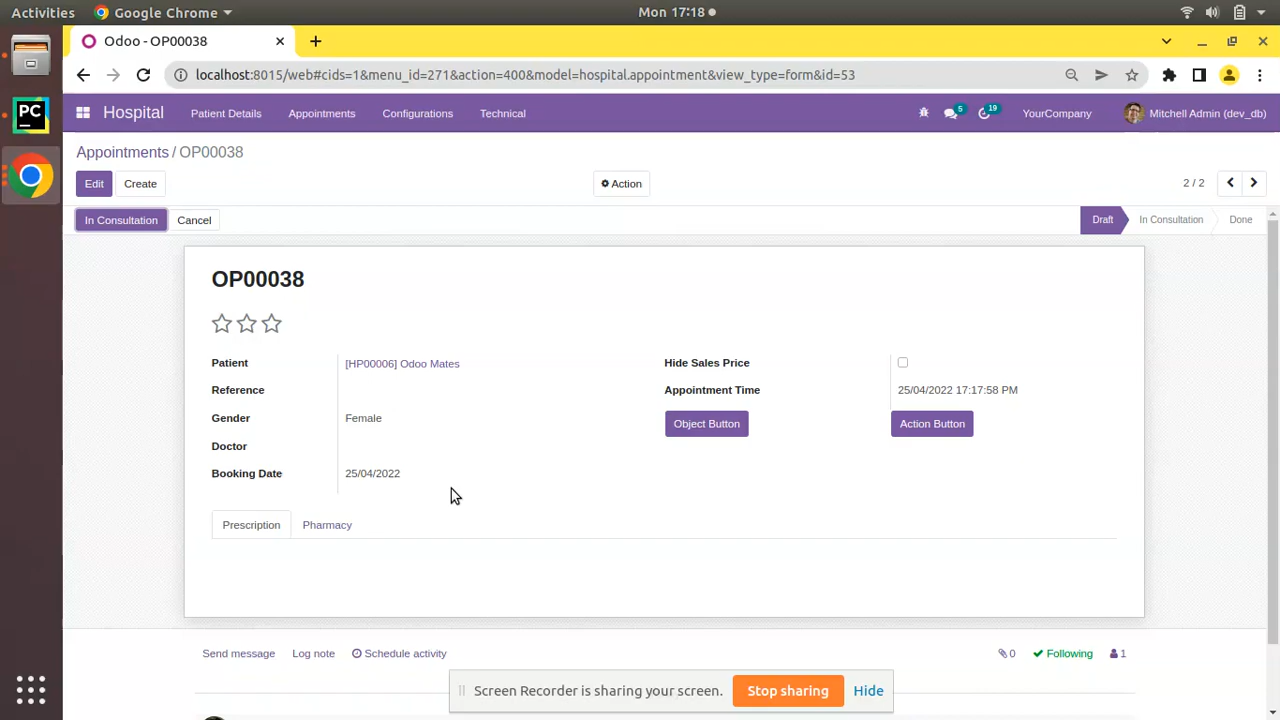 Activities Google Chrome Mon 17:18
Odoo - OP00038
localhost:8015/web#cids=1&menu_id=271&action=400&model=hospital.appointment&view_type=form&id=53
PC
Hospital Patient Details Appointments Configurations Technical 5 19 YourCompany Mitchell Admin (dev_db)
Appointments / OP00038
Edit Create Action 2 / 2
In Consultation Cancel Draft In Consultation Done
OP00038
Patient [HP00006] Odoo Mates Hide Sales Price
Reference Appointment Time 25/04/2022 17:17:58 PM
Gender Female Object Button Action Button
Doctor
Booking Date 25/04/2022
Prescription Pharmacy
Send message Log note Schedule activity 0 Following 1
Screen Recorder is sharing your screen. Stop sharing Hide